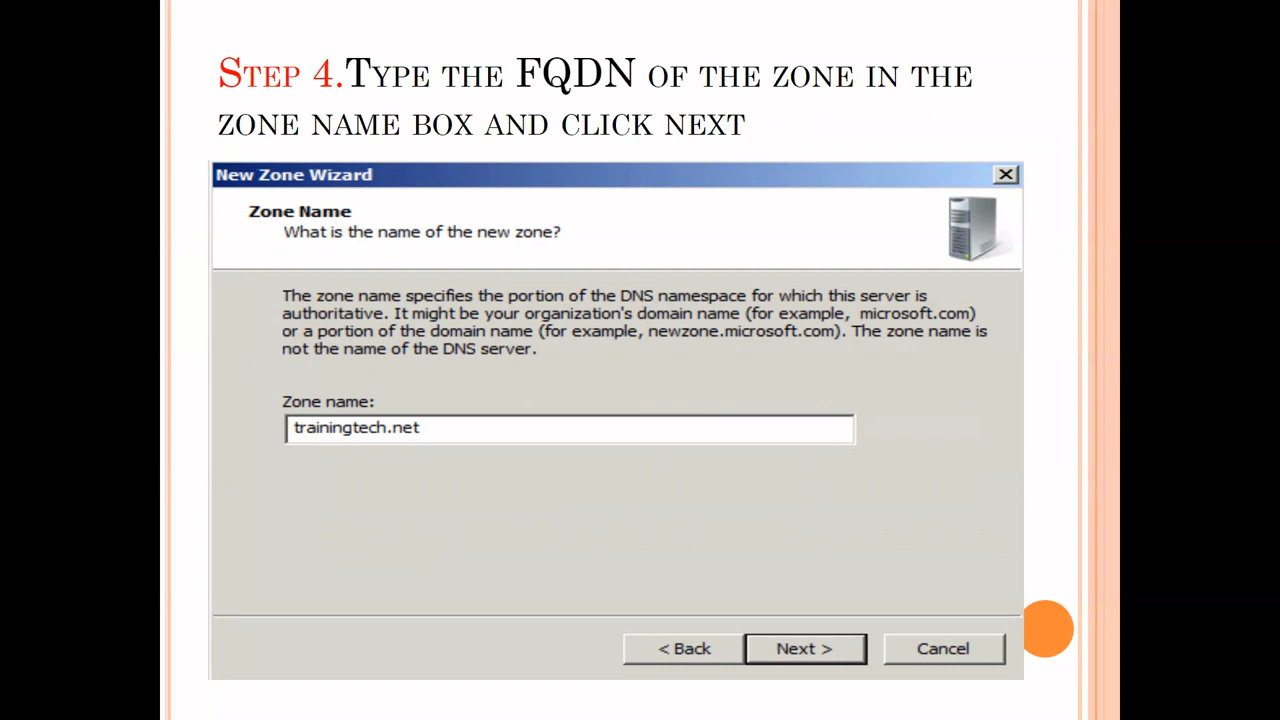 Step 4.Type the FQDN of the zone in the
zone name box and click next
New Zone Wizard
Zone Name
What is the name of the new zone?
The zone name specifies the portion of the DNS namespace for which this server is
authoritative. It might be your organization's domain name (for example, microsoft.com)
or a portion of the domain name (for example, newzone.microsoft.com). The zone name is
not the name of the DNS server.
Zone name:
trainingtech.net
< Back
Next >
Cancel